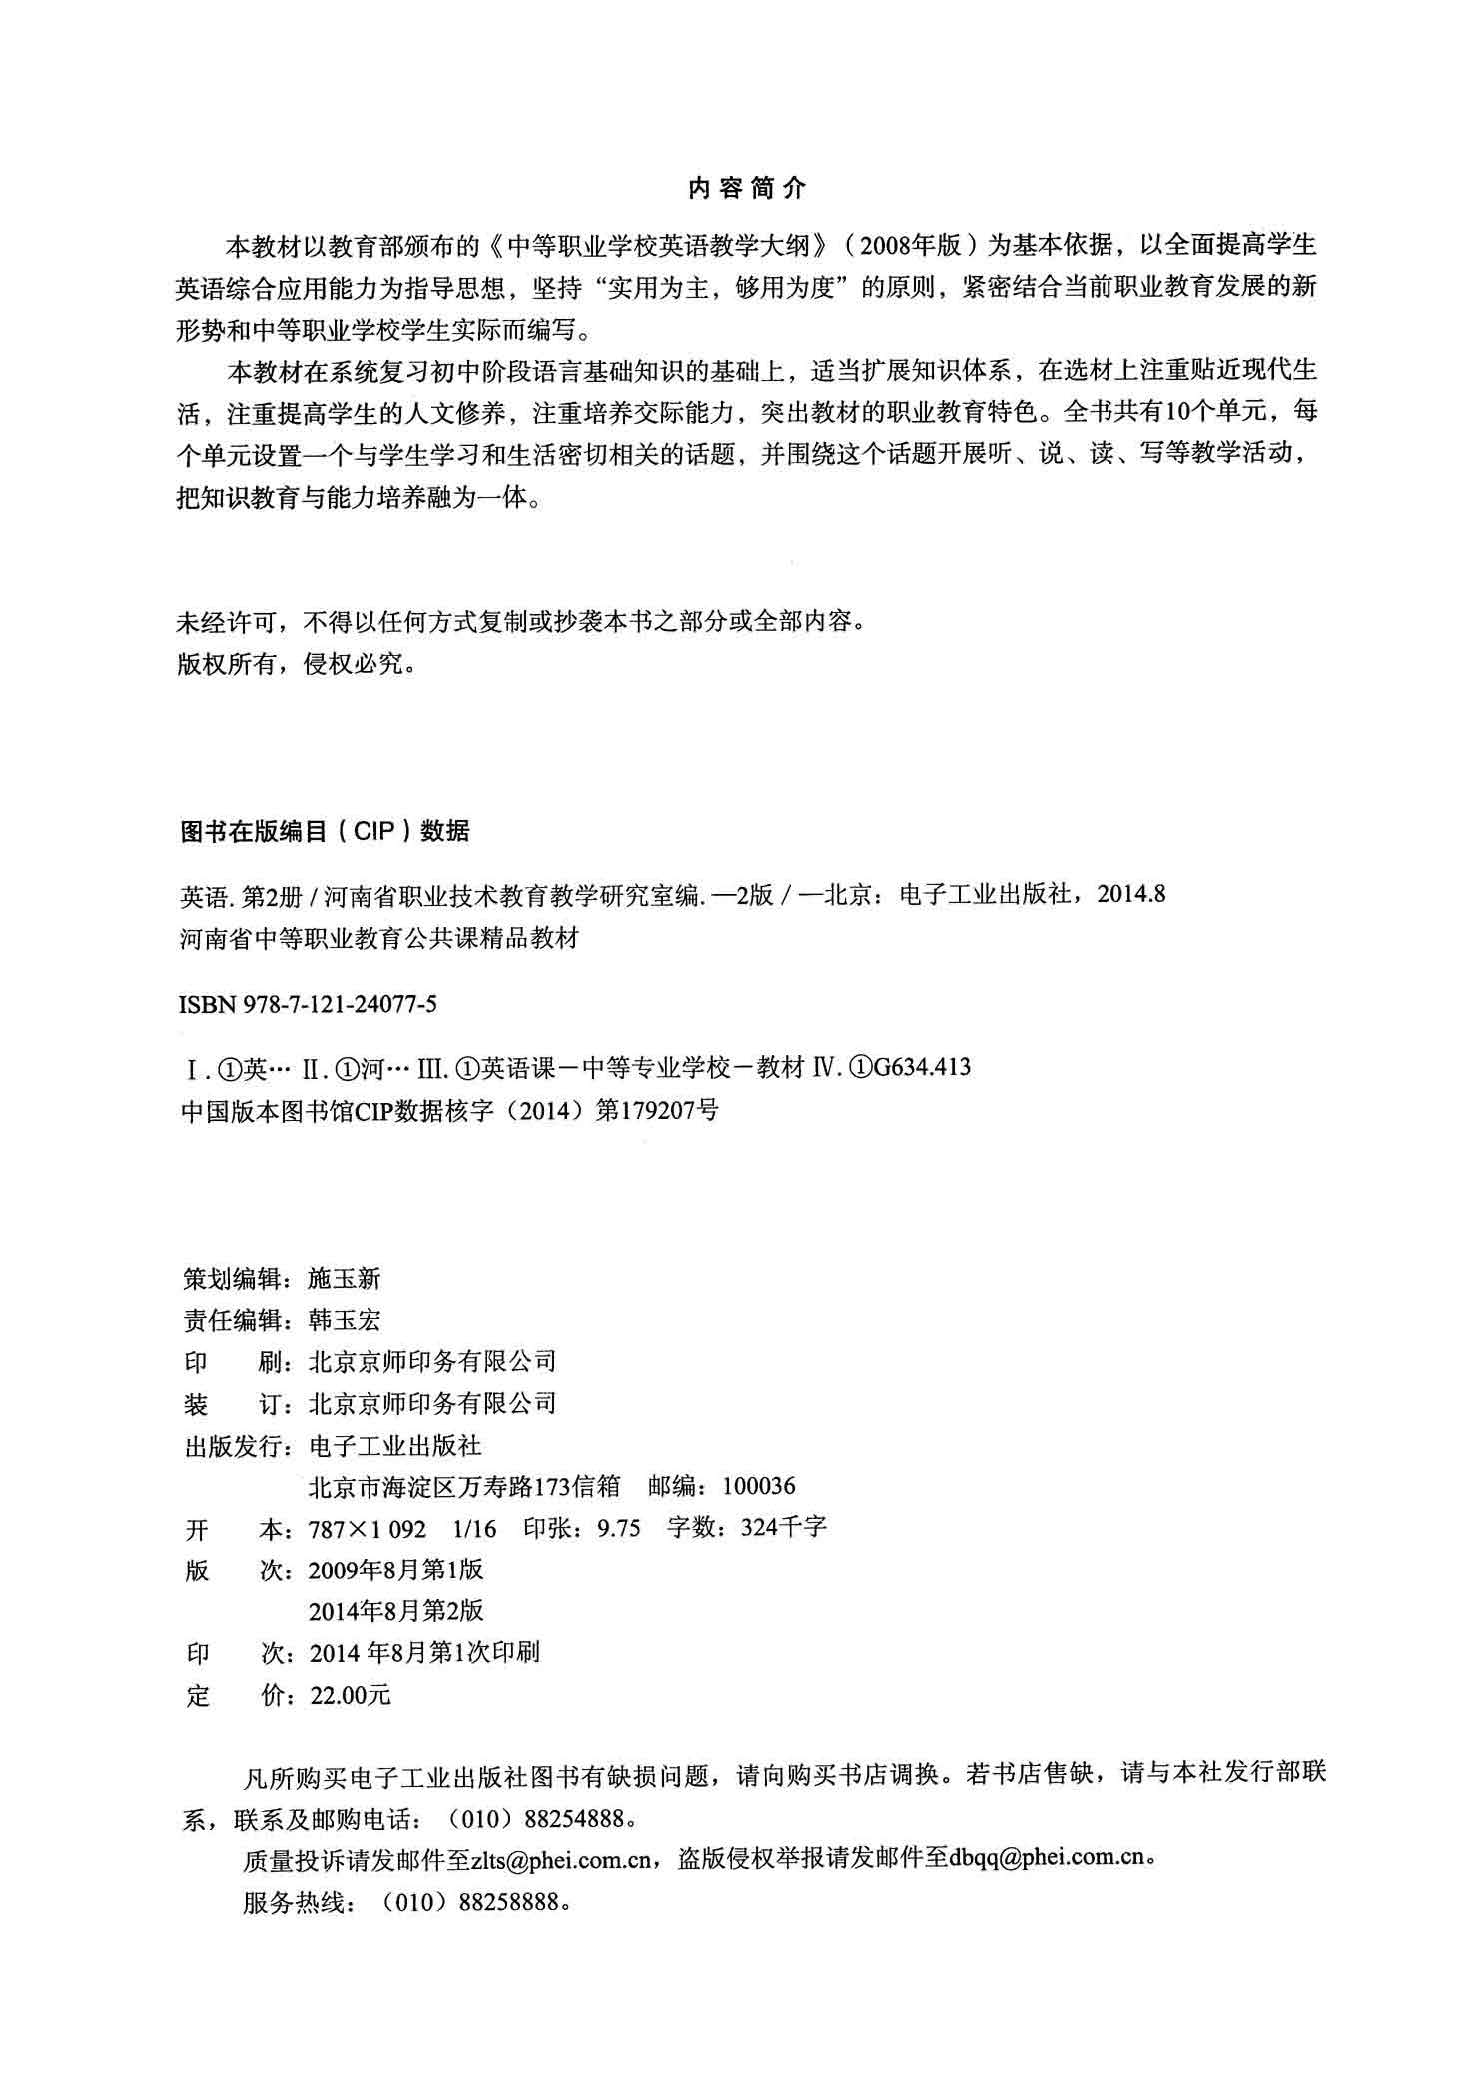 内容简介
本教材以教育部颁布的《中等职业学校英语教学大纲》（2008年版）为基本依据，以全面提高学生
英语综合应用能力为指导思想，坚持“实用为主，够用为度”的原则，紧密结合当前职业教育发展的新
形势和中等职业学校学生实际而编写。
本教材在系统复习初中阶段语言基础知识的基础上，适当扩展知识体系，在选材上注重贴近现代生
活，注重提高学生的人文修养，注重培养交际能力，突出教材的职业教育特色。全书共有10个单元，每
个单元设置一个与学生学习和生活密切相关的话题，并围绕这个话题开展听、说、读、写等教学活动，
把知识教育与能力培养融为一体。
未经许可，不得以任何方式复制或抄袭本书之部分或全部内容。
版权所有，侵权必究。
图书在版编目（CIP）数据
英语. 第2册 / 河南省职业技术教育教学研究室编. —2版 / —北京：电子工业出版社，2014.8
河南省中等职业教育公共课精品教材
ISBN 978-7-121-24077-5
Ⅰ. ①英… Ⅱ. ①河… Ⅲ. ①英语课－中等专业学校－教材 Ⅳ. ①G634.413
中国版本图书馆CIP数据核字（2014）第179207号
策划编辑：施玉新
责任编辑：韩玉宏
印　　刷：北京京师印务有限公司
装　　订：北京京师印务有限公司
出版发行：电子工业出版社
北京市海淀区万寿路173信箱　邮编：100036
开　　本：787×1 092　1/16　印张：9.75　字数：324千字
版　　次：2009年8月第1版
2014年8月第2版
印　　次：2014 年8月第1次印刷
定　　价：22.00元
凡所购买电子工业出版社图书有缺损问题，请向购买书店调换。若书店售缺，请与本社发行部联
系，联系及邮购电话：（010）88254888。
质量投诉请发邮件至zlts@phei.com.cn，盗版侵权举报请发邮件至dbqq@phei.com.cn。
服务热线：（010）88258888。